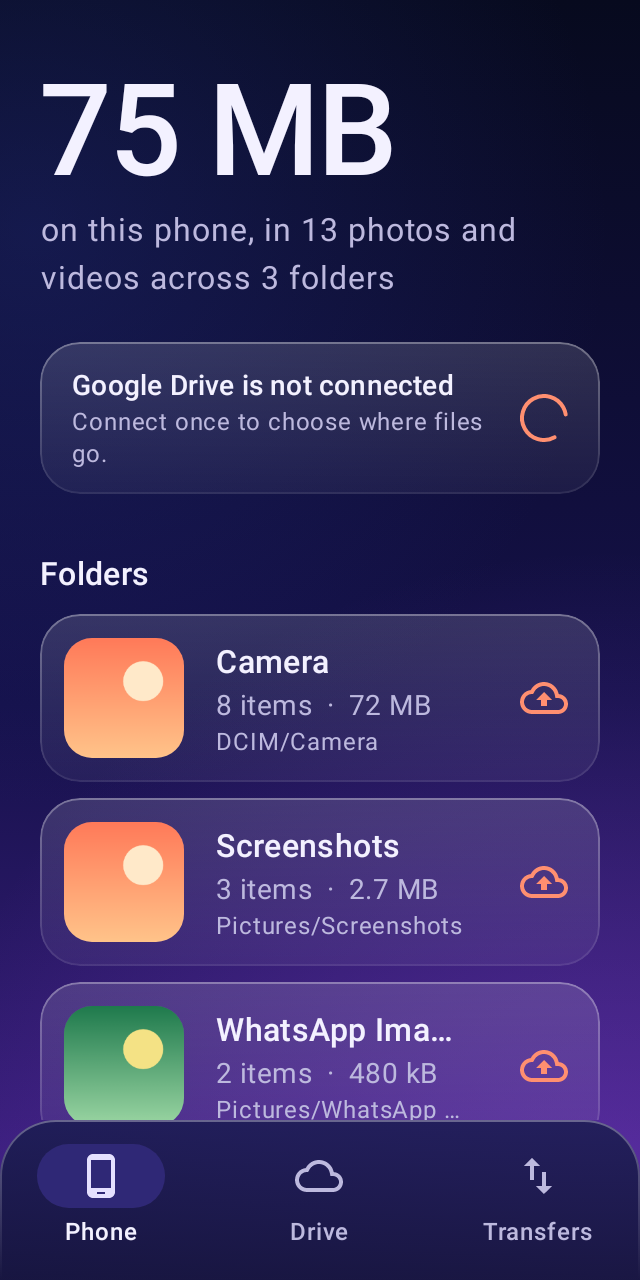 75 MB
on this phone, in 13 photos and
videos across 3 folders
Google Drive is not connected
Connect once to choose where files
go.
Folders
Camera
8 items · 72 MB
DCIM/Camera
Screenshots
3 items · 2.7 MB
Pictures/Screenshots
WhatsApp Ima…
2 items · 480 kB
Pictures/WhatsApp …
Phone
Drive
Transfers